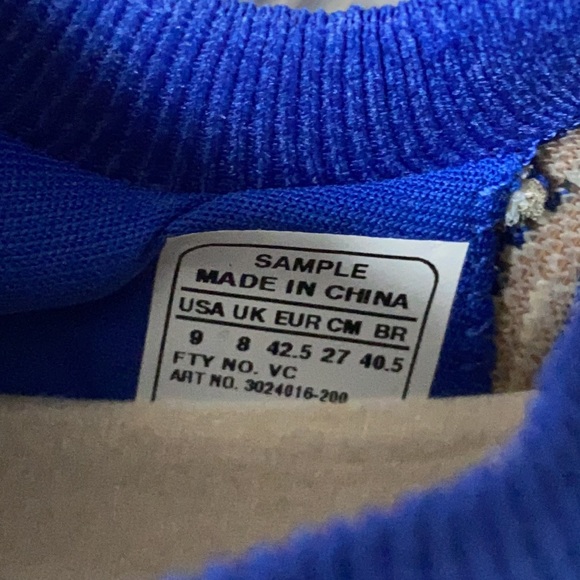 SAMPLE
MADE IN CHINA
USA UK EUR CM BR
9 8 42.5 27 40.5
FTY NO. VC
ART NO. 3024016-200